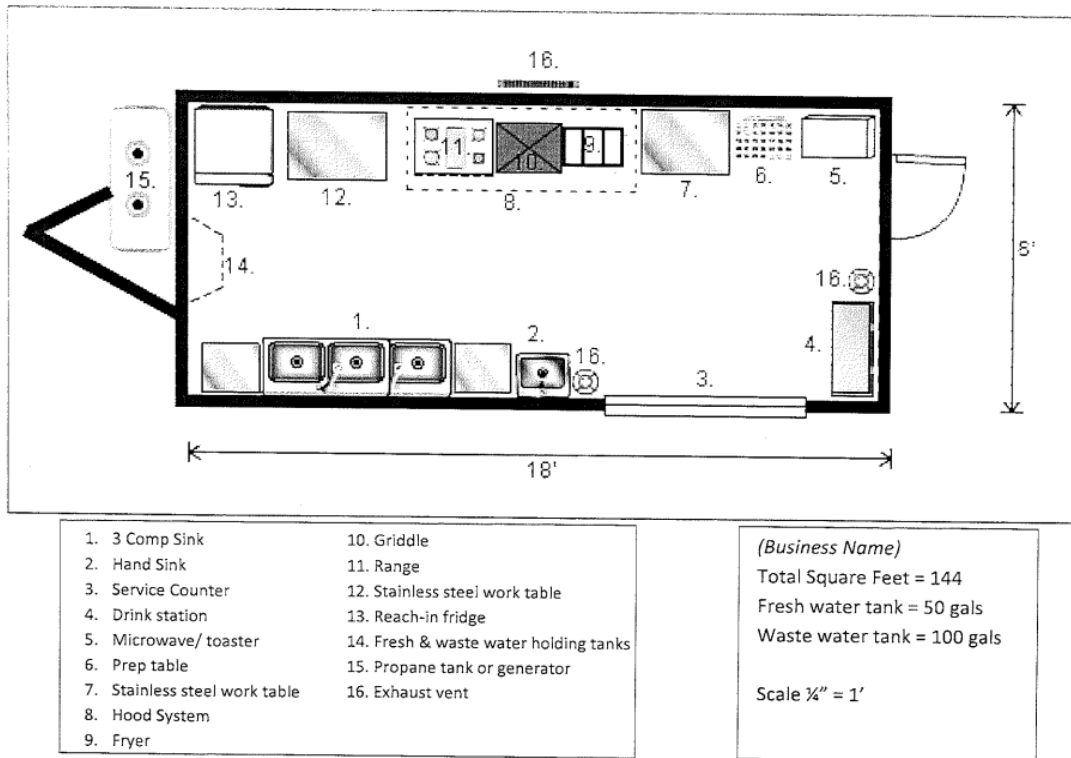 16.
15.
13.
12.
11
10.
9.
8.
7.
6.
5.
14.
8'
16.
1.
2.
16.
3.
4.
18'
1. 3 Comp Sink
2. Hand Sink
3. Service Counter
4. Drink station
5. Microwave/ toaster
6. Prep table
7. Stainless steel work table
8. Hood System
9. Fryer
10. Griddle
11. Range
12. Stainless steel work table
13. Reach-in fridge
14. Fresh & waste water holding tanks
15. Propane tank or generator
16. Exhaust vent
(Business Name)
Total Square Feet = 144
Fresh water tank = 50 gals
Waste water tank = 100 gals
Scale ¼” = 1’